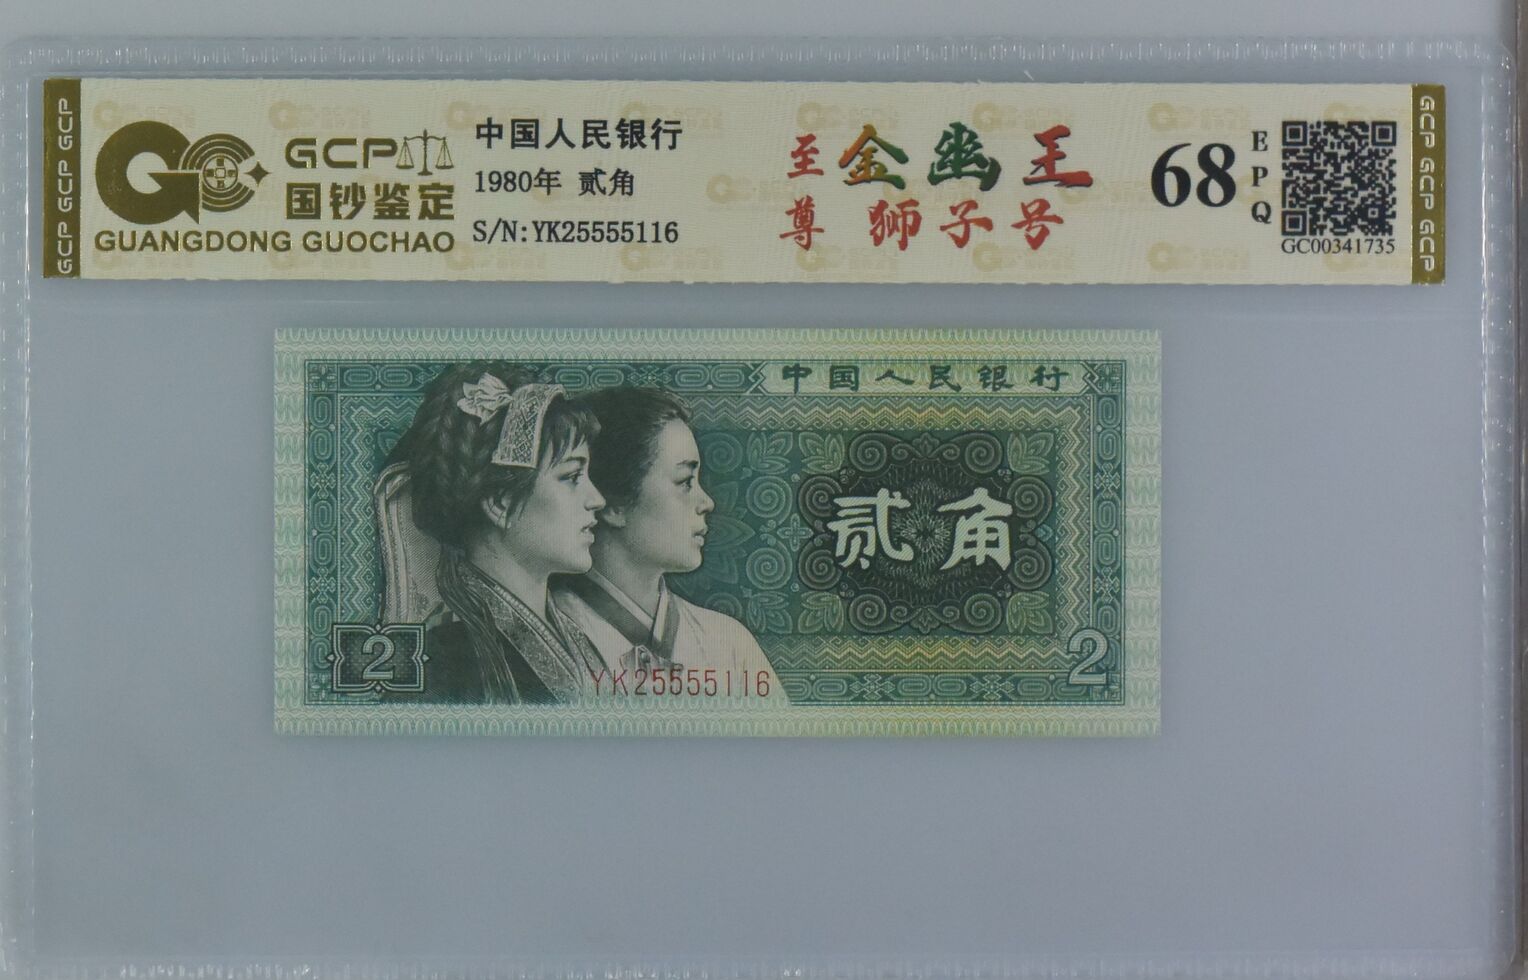 GCP GCP GCP
GCP
国钞鉴定
GUANGDONG GUOCHAO
中国人民银行
1980年 贰角
S/N:YK25555116
至尊
金幽王
狮子号
68
EPQ
GC00341735
GCP GCP GCP
中国人民银行
贰角
2
YK25555116
2